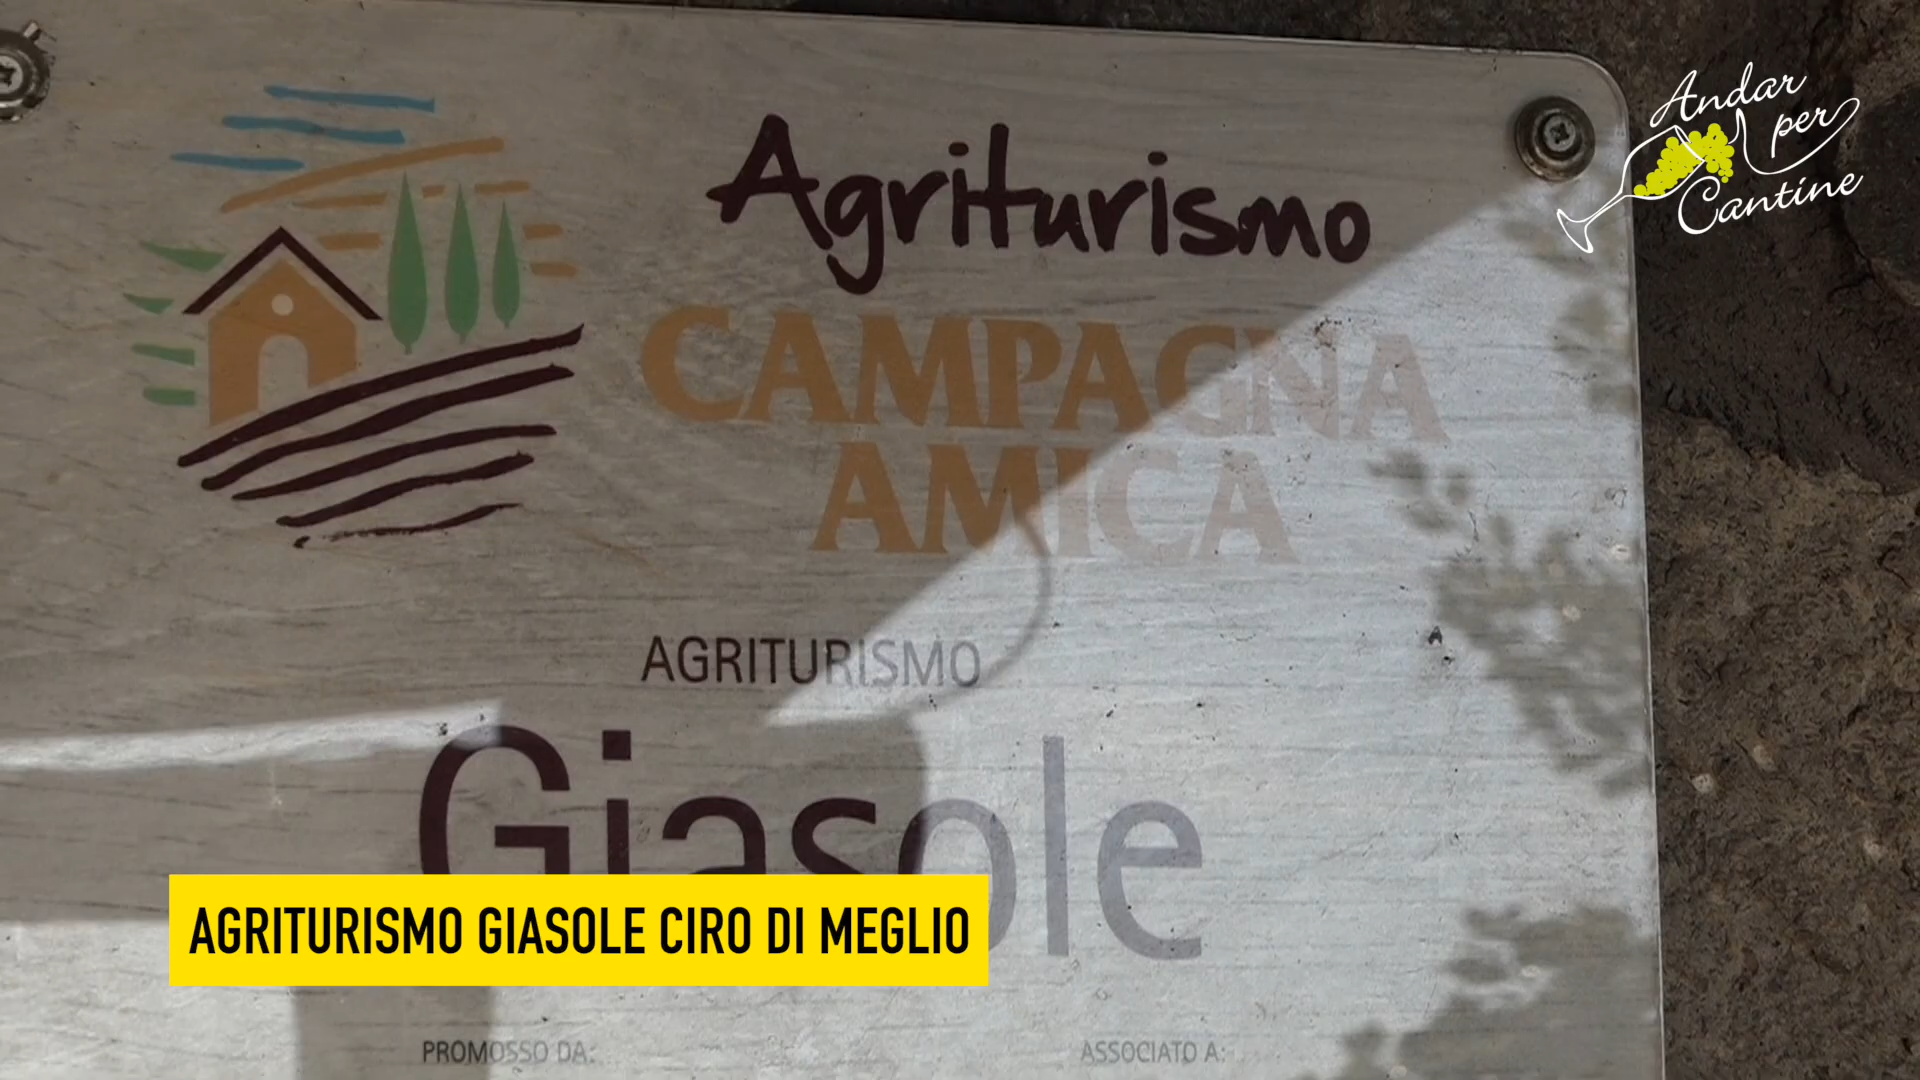 Andar
per
Cantine
Agriturismo
CAMPAGNA
AMICA
AGRITURISMO
Giasole
AGRITURISMO GIASOLE CIRO DI MEGLIO
PROMOSSO DA:
ASSOCIATO A: